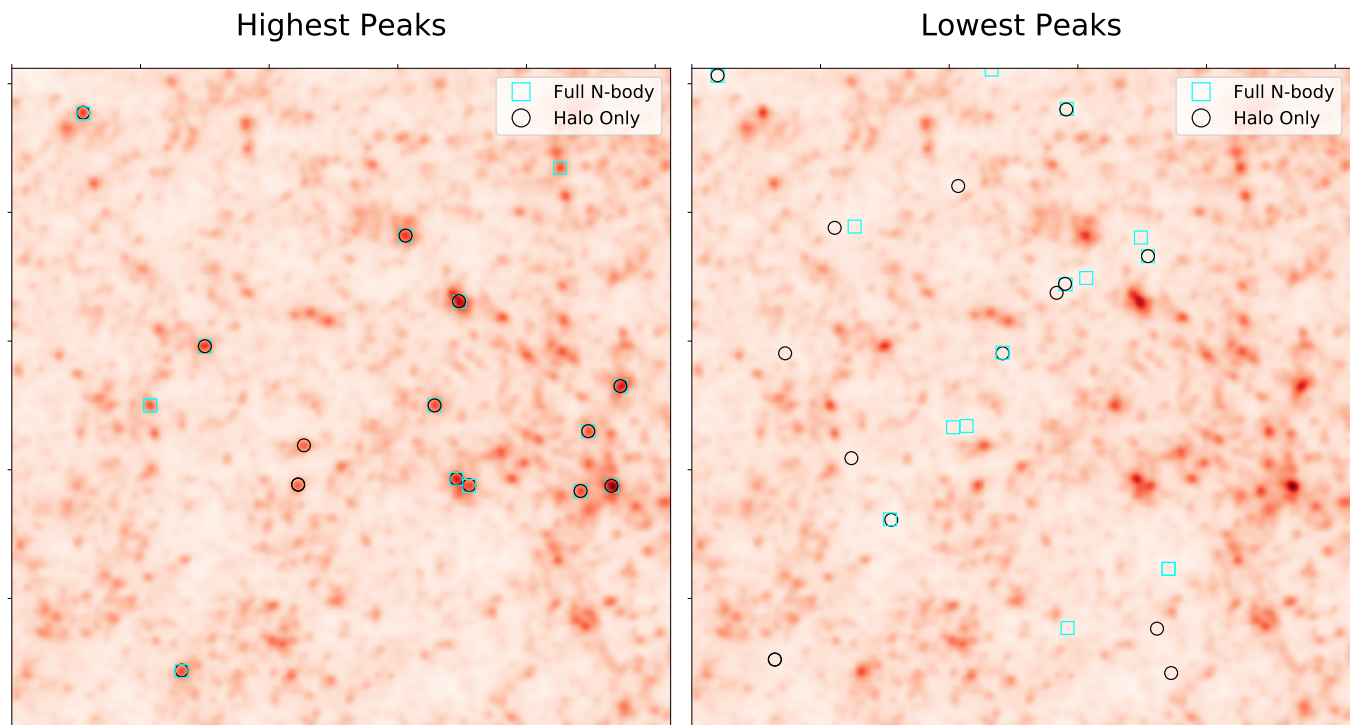 Highest Peaks
Full N-body
Halo Only
Lowest Peaks
Full N-body
Halo Only